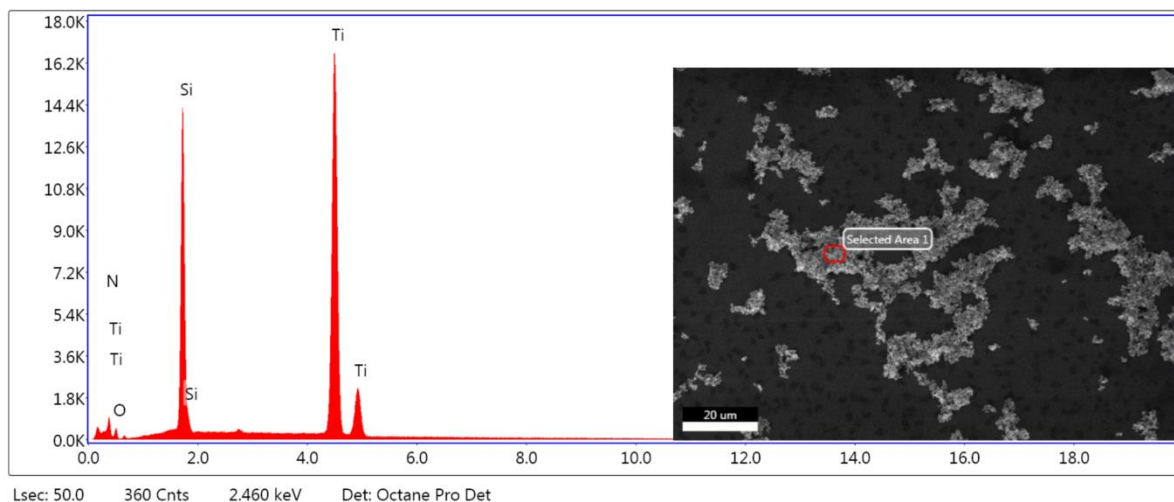 18.0K
16.2K
14.4K
12.6K
10.8K
9.0K
7.2K
5.4K
3.6K
1.8K
0.0K
N
Ti
Ti
O
Si
Si
Ti
Ti
Selected Area 1
20 um
0.0 2.0 4.0 6.0 8.0 10.0 12.0 14.0 16.0 18.0
Lsec: 50.0 360 Cnts 2.460 keV Det: Octane Pro Det